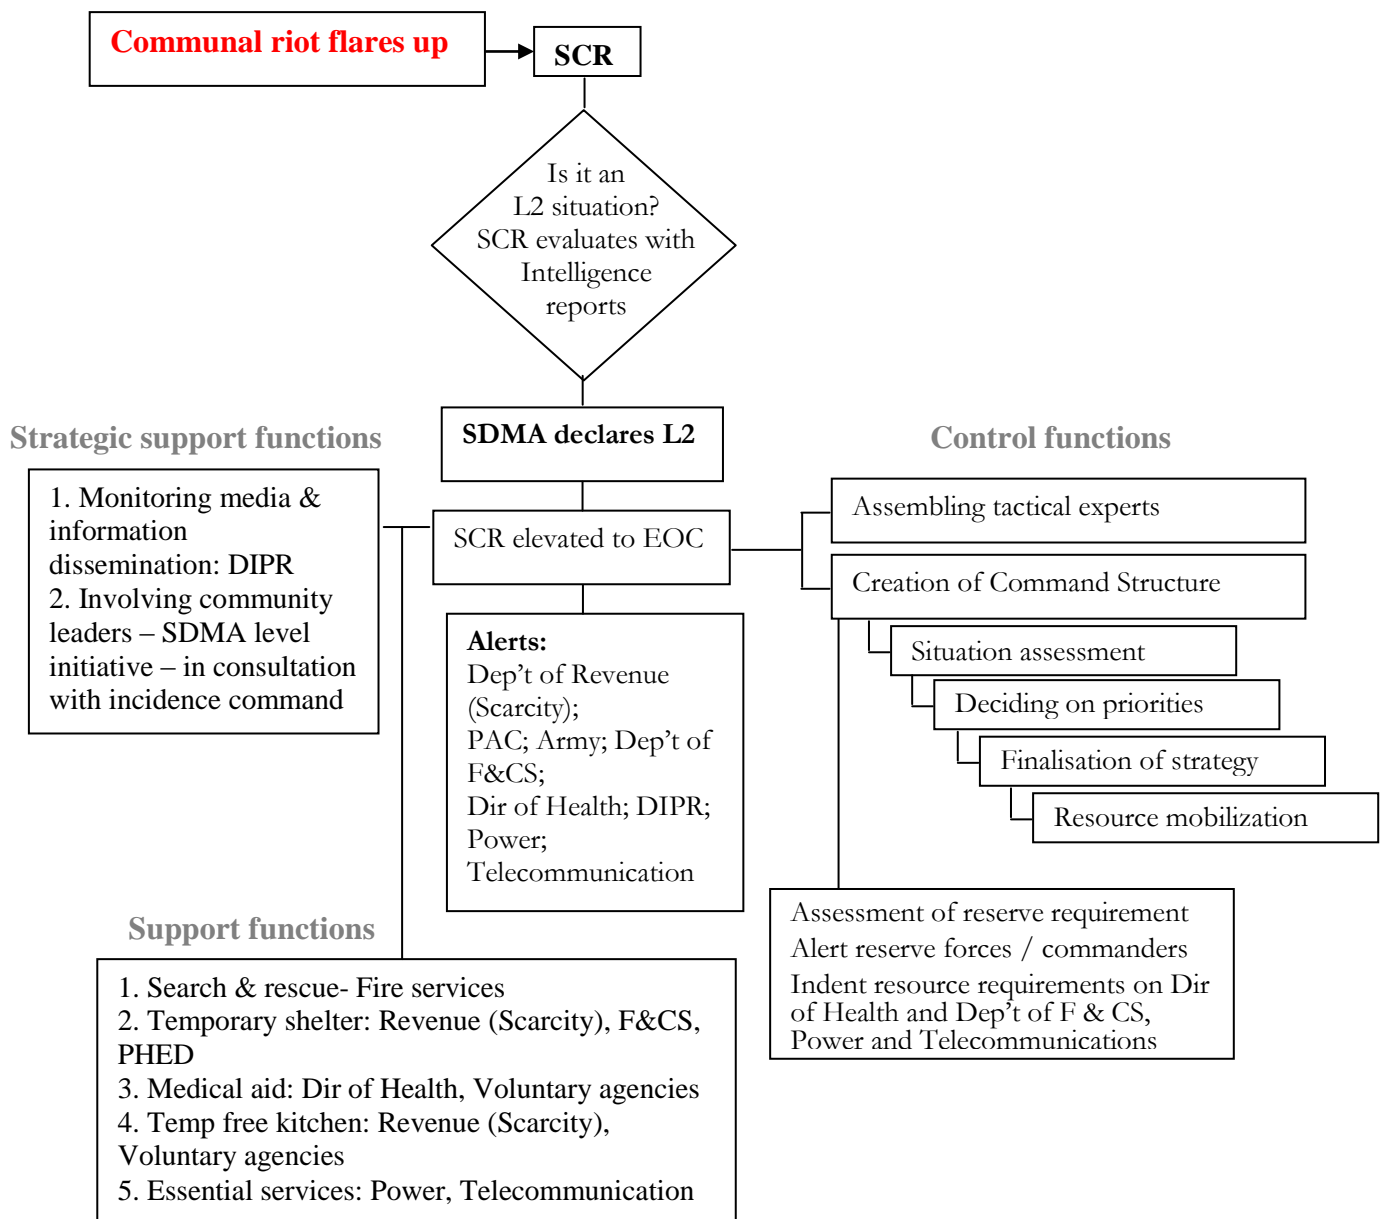 Communal riot flares up
SCR
Is it an
L2 situation?
SCR evaluates with
Intelligence
reports
SDMA declares L2
SCR elevated to EOC
Strategic support functions
1. Monitoring media &
information
dissemination: DIPR
2. Involving community
leaders – SDMA level
initiative – in consultation
with incidence command
Alerts:
Dep’t of Revenue
(Scarcity);
PAC; Army; Dep’t of
F&CS;
Dir of Health; DIPR;
Power;
Telecommunication
Control functions
Assembling tactical experts
Creation of Command Structure
Situation assessment
Deciding on priorities
Finalisation of strategy
Resource mobilization
Assessment of reserve requirement
Alert reserve forces / commanders
Indent resource requirements on Dir
of Health and Dep’t of F & CS,
Power and Telecommunications
Support functions
1. Search & rescue- Fire services
2. Temporary shelter: Revenue (Scarcity), F&CS,
PHED
3. Medical aid: Dir of Health, Voluntary agencies
4. Temp free kitchen: Revenue (Scarcity),
Voluntary agencies
5. Essential services: Power, Telecommunication